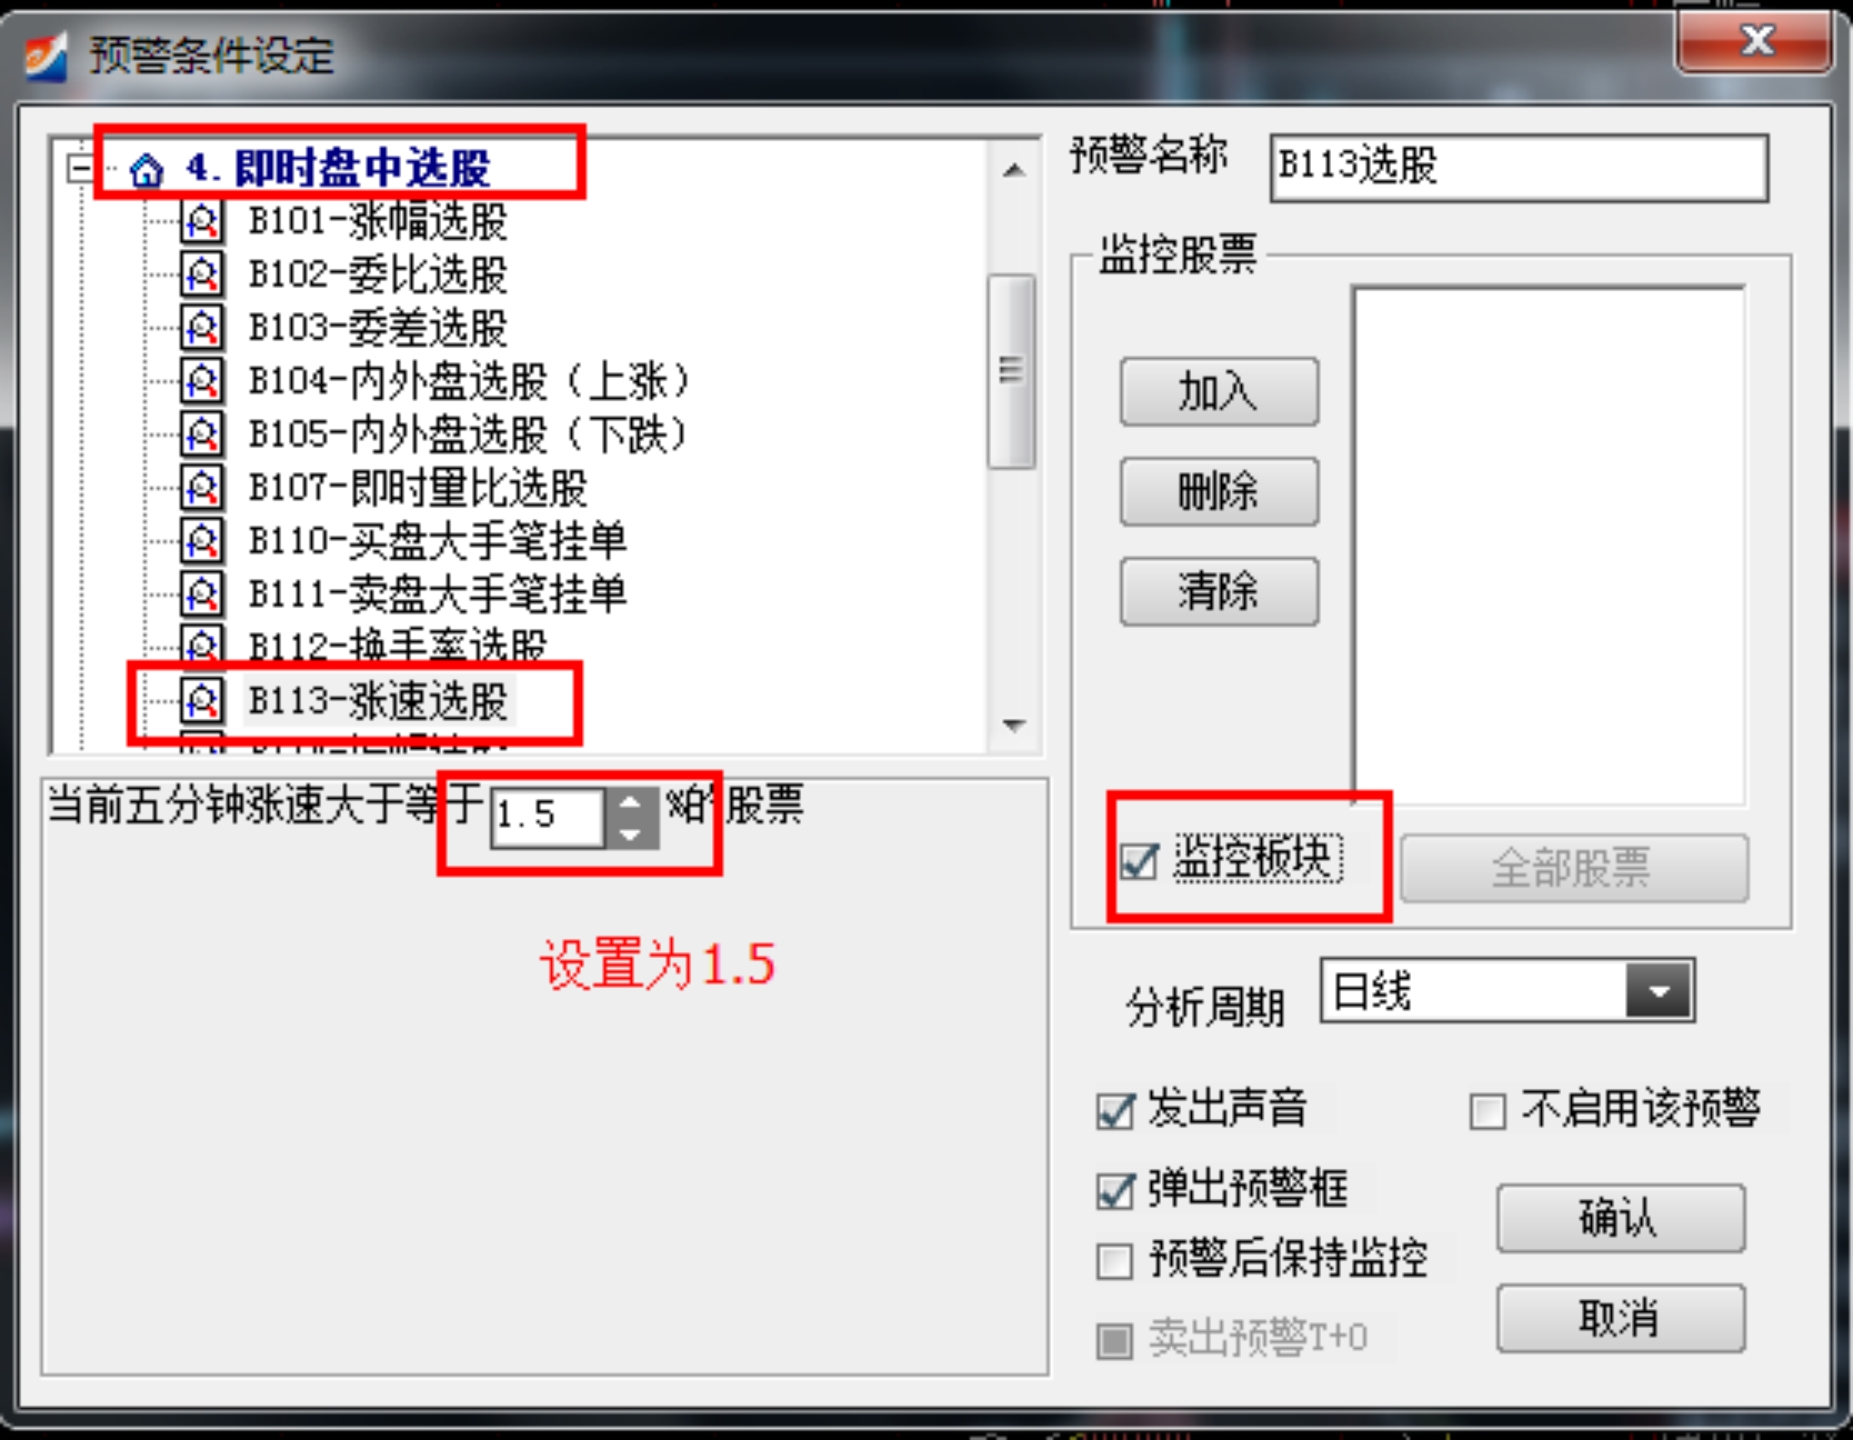 预警条件设定
4.即时盘中选股
B101-涨幅选股
B102-委比选股
B103-委差选股
B104-内外盘选股（上涨）
B105-内外盘选股（下跌）
B107-即时量比选股
B110-买盘大手笔挂单
B111-卖盘大手笔挂单
B112-换手率选股
B113-涨速选股
当前五分钟涨速大于等于 1.5 %的股票
设置为1.5
预警名称 B113选股
监控股票
加入
删除
清除
监控板块 全部股票
分析周期 日线
发出声音 不启用该预警
弹出预警框
确认
预警后保持监控
取消
卖出预警T+0